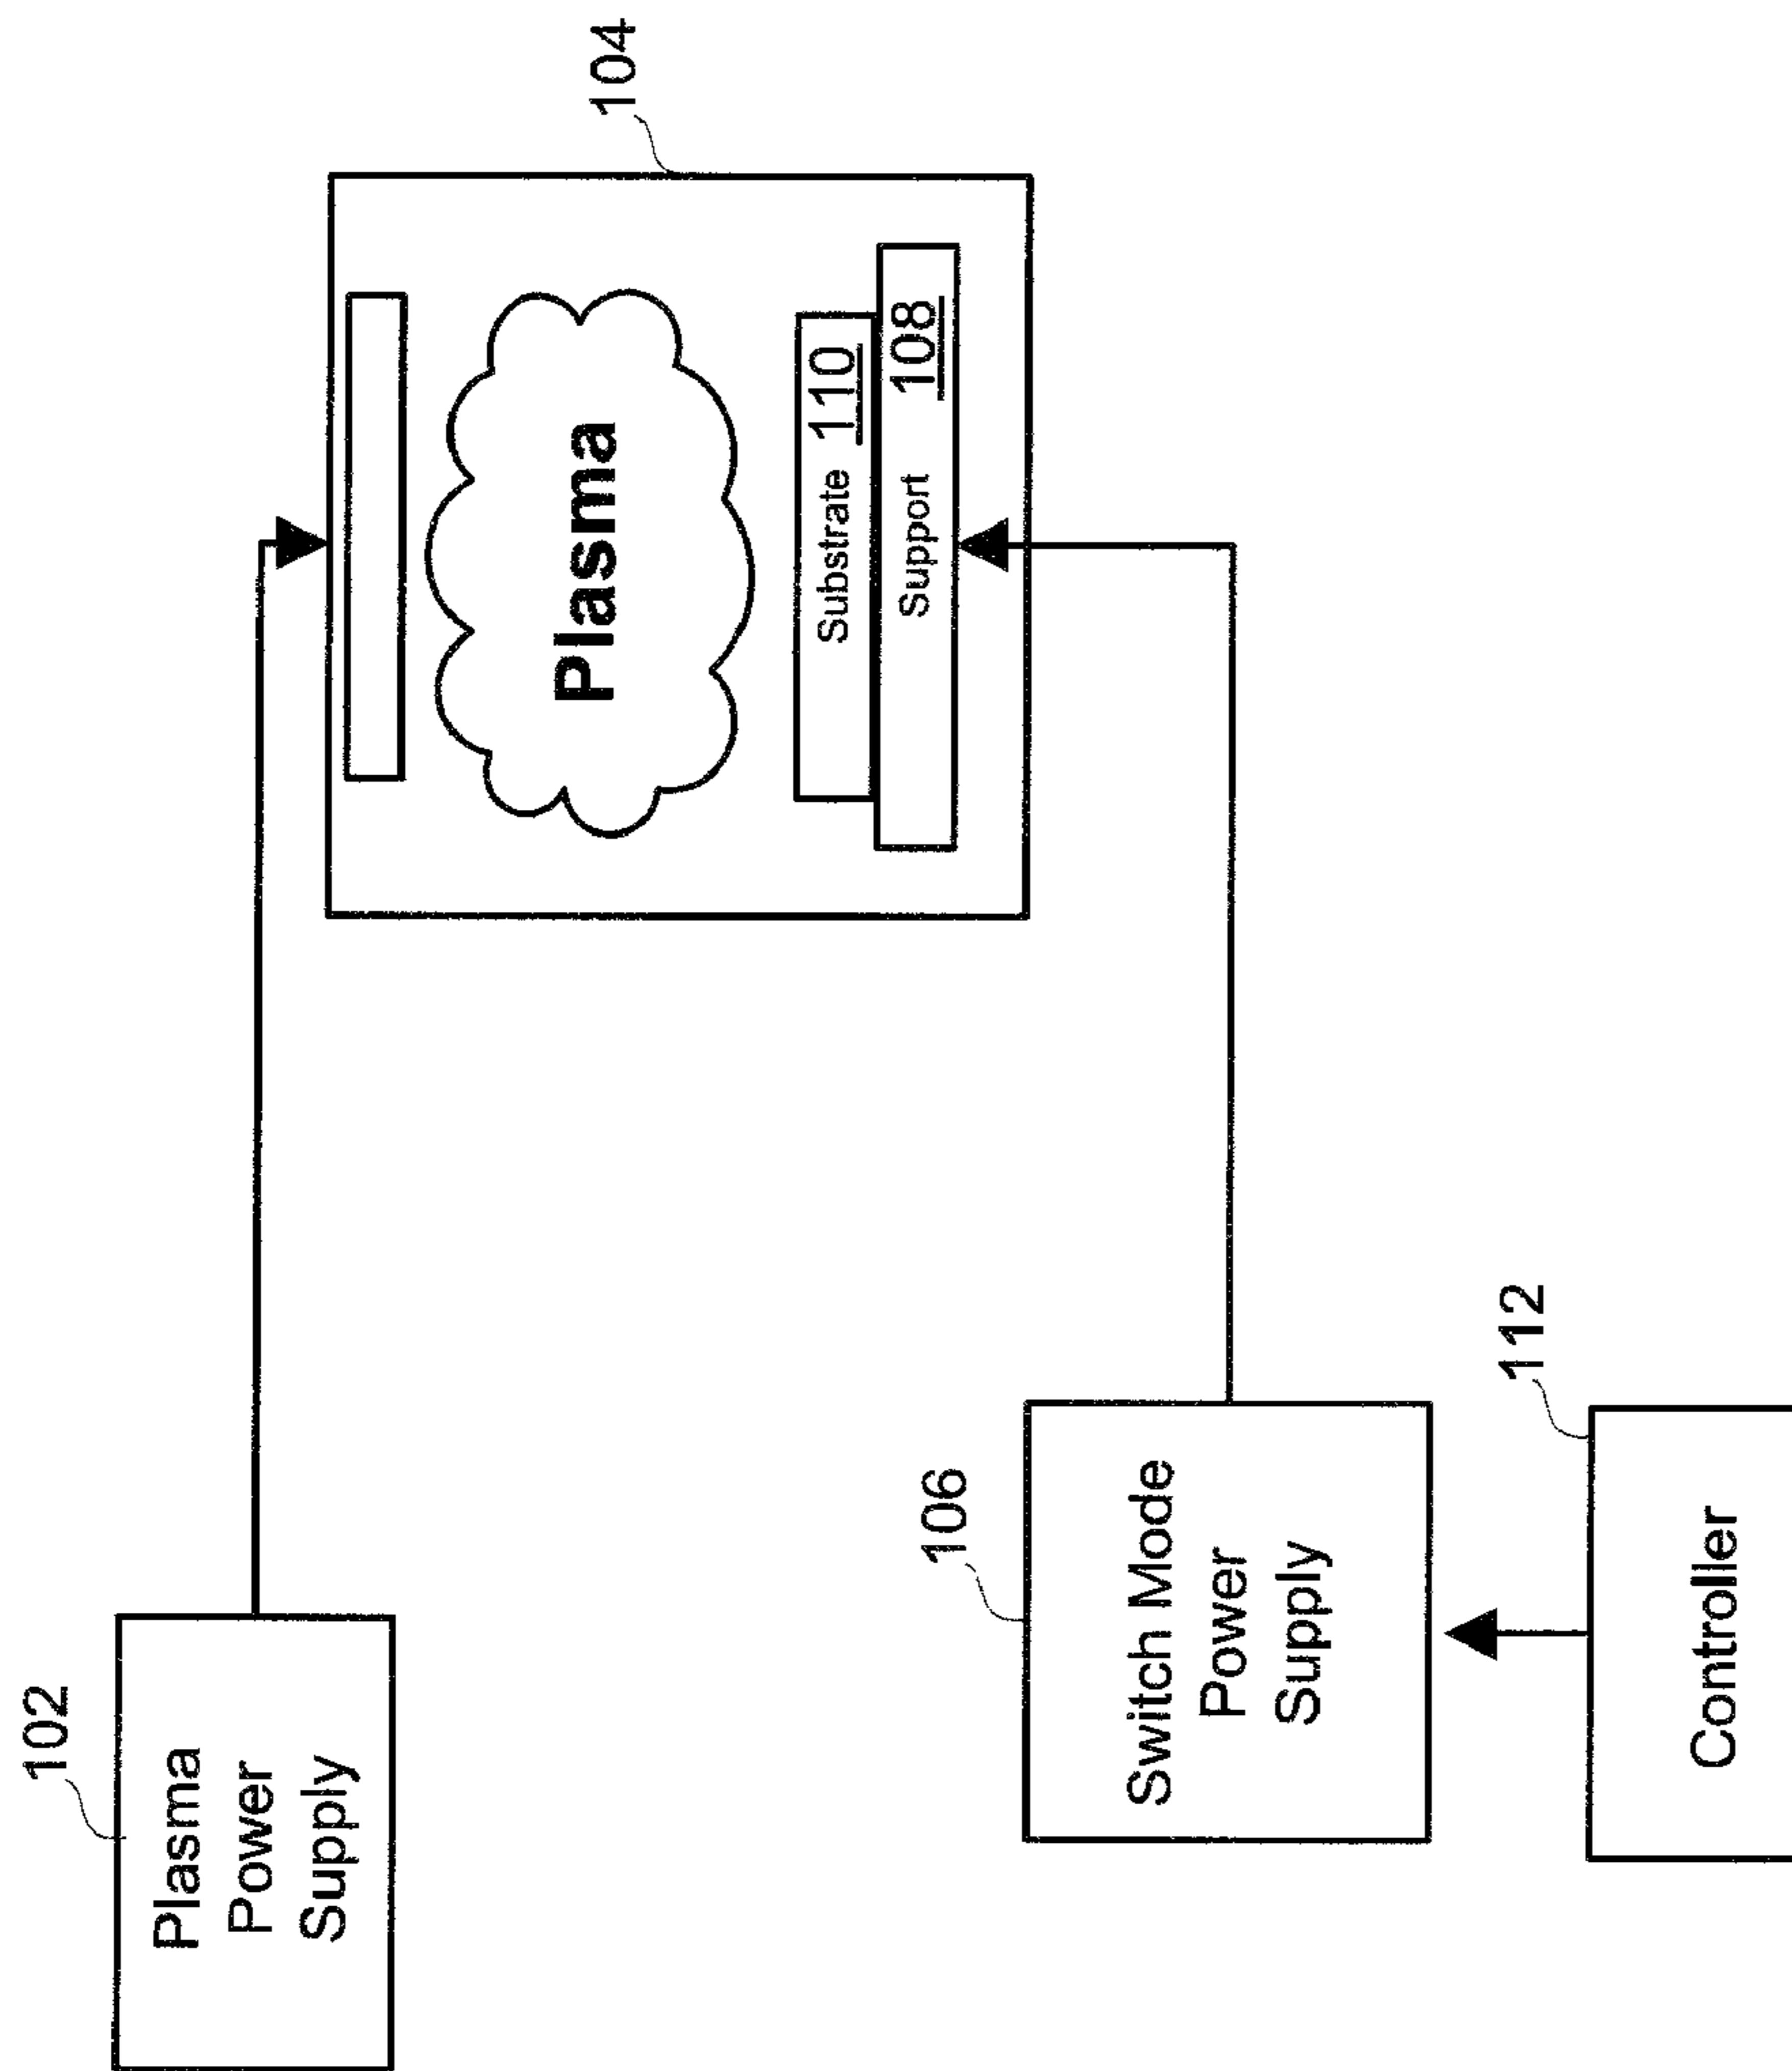 102
Plasma
Power
Supply
104
Plasma
Substrate 110
Support 108
106
Switch Mode
Power
Supply
112
Controller